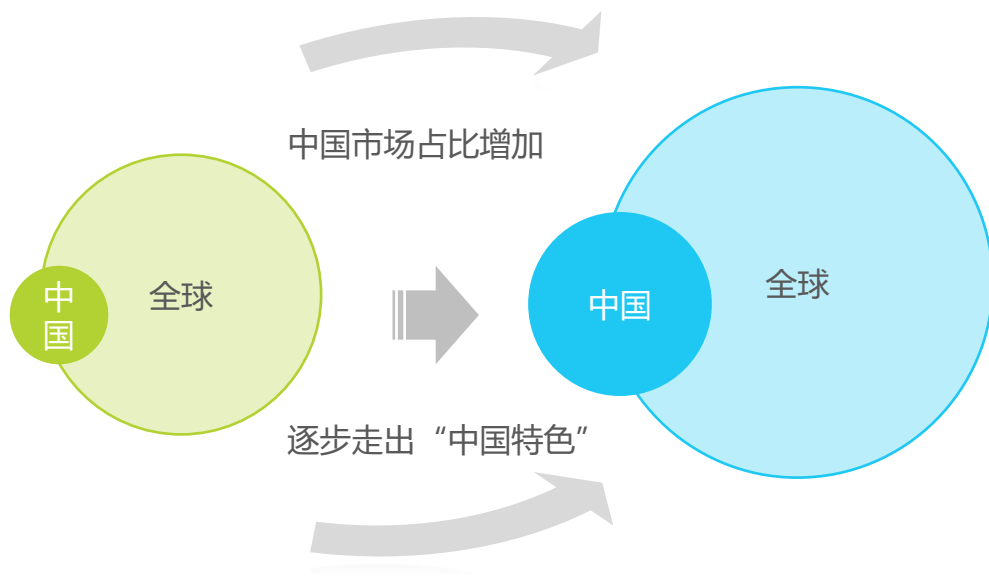 中国市场占比增加
中
国
全球
中国
全球
逐步走出“中国特色”